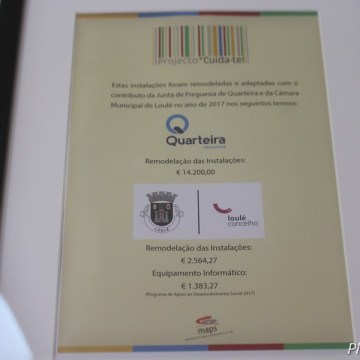 Projecto "Cuida-te!
Estas instalações foram remodeladas e adaptadas com o
contributo da Junta de Freguesia de Quarteira e da Câmara
Municipal de Loulé no ano de 2017 nos seguintes termos:
Quarteira
Remodelação das Instalações:
€ 14.200,00
LOULÉ
loulé
concelho
Remodelação das Instalações:
€ 2.564,27
Equipamento Informático:
€ 1.383,27
(Programa de Apoio ao Desenvolvimento Social 2017)
maps